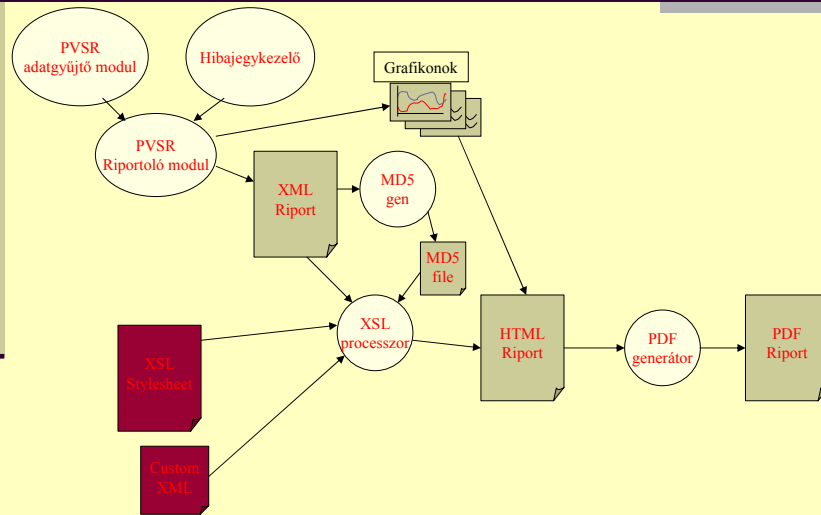 PVSR
adatgyűjtő modul
Hibajegykezelő
Grafikonok
PVSR
Riportoló modul
XML
Riport
MD5
gen
MD5
file
XSL
processzor
HTML
Riport
PDF
generátor
PDF
Riport
XSL
Stylesheet
Custom
XML